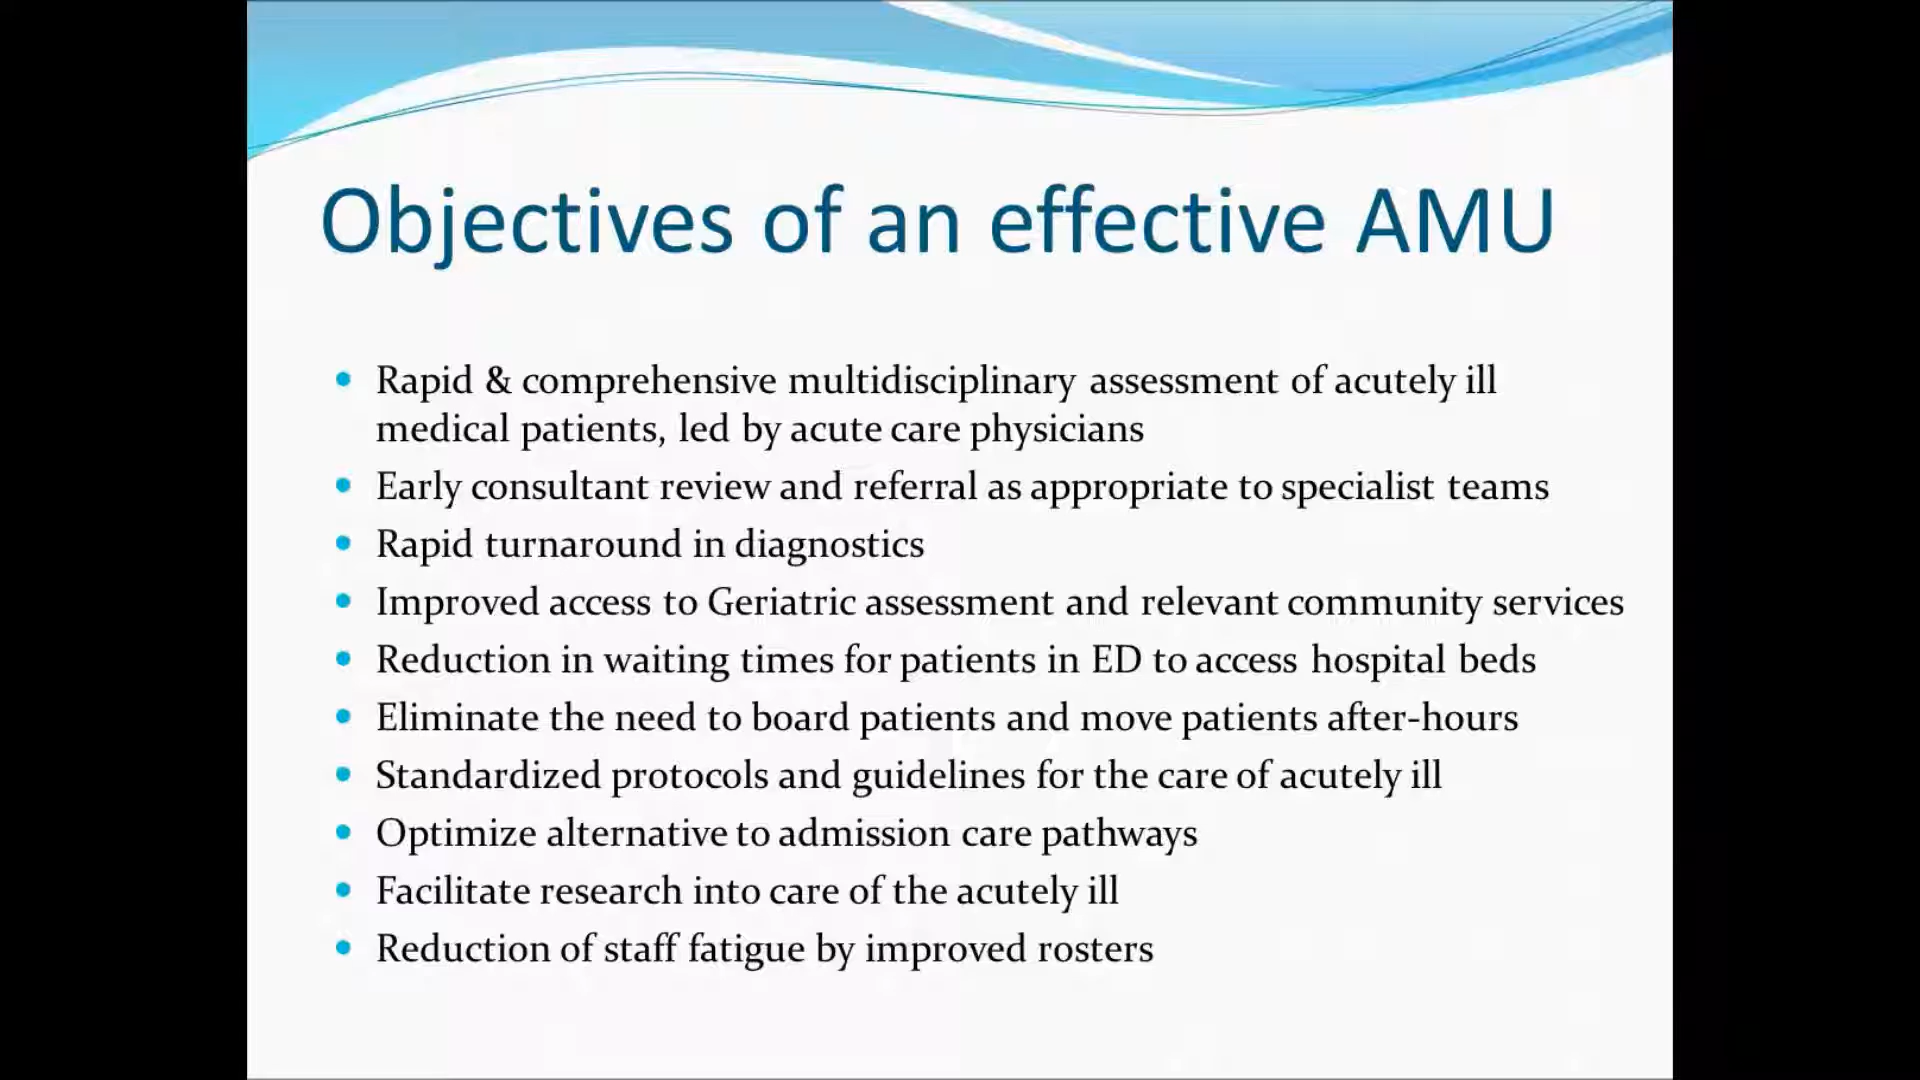 Objectives of an effective AMU
• Rapid & comprehensive multidisciplinary assessment of acutely ill
medical patients, led by acute care physicians
• Early consultant review and referral as appropriate to specialist teams
• Rapid turnaround in diagnostics
• Improved access to Geriatric assessment and relevant community services
• Reduction in waiting times for patients in ED to access hospital beds
• Eliminate the need to board patients and move patients after-hours
• Standardized protocols and guidelines for the care of acutely ill
• Optimize alternative to admission care pathways
• Facilitate research into care of the acutely ill
• Reduction of staff fatigue by improved rosters